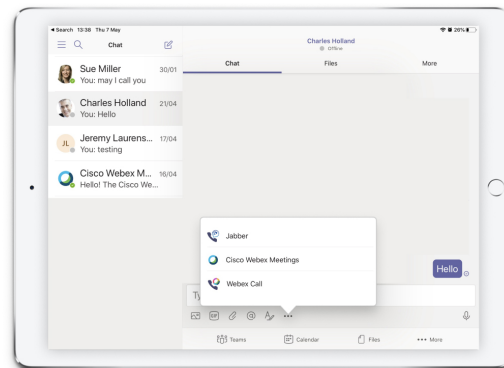 Search 13:38 Thu 7 May
26%
Chat
Charles Holland
Offline
Chat Files More
Sue Miller 30/01
You: may I call you
Charles Holland 21/04
You: Hello
JL
Jeremy Laurens... 17/04
You: testing
Cisco Webex M... 16/04
Hello! The Cisco We...
Jabber
Cisco Webex Meetings
Webex Call
Hello
Ty
GIF
Teams Calendar Files More